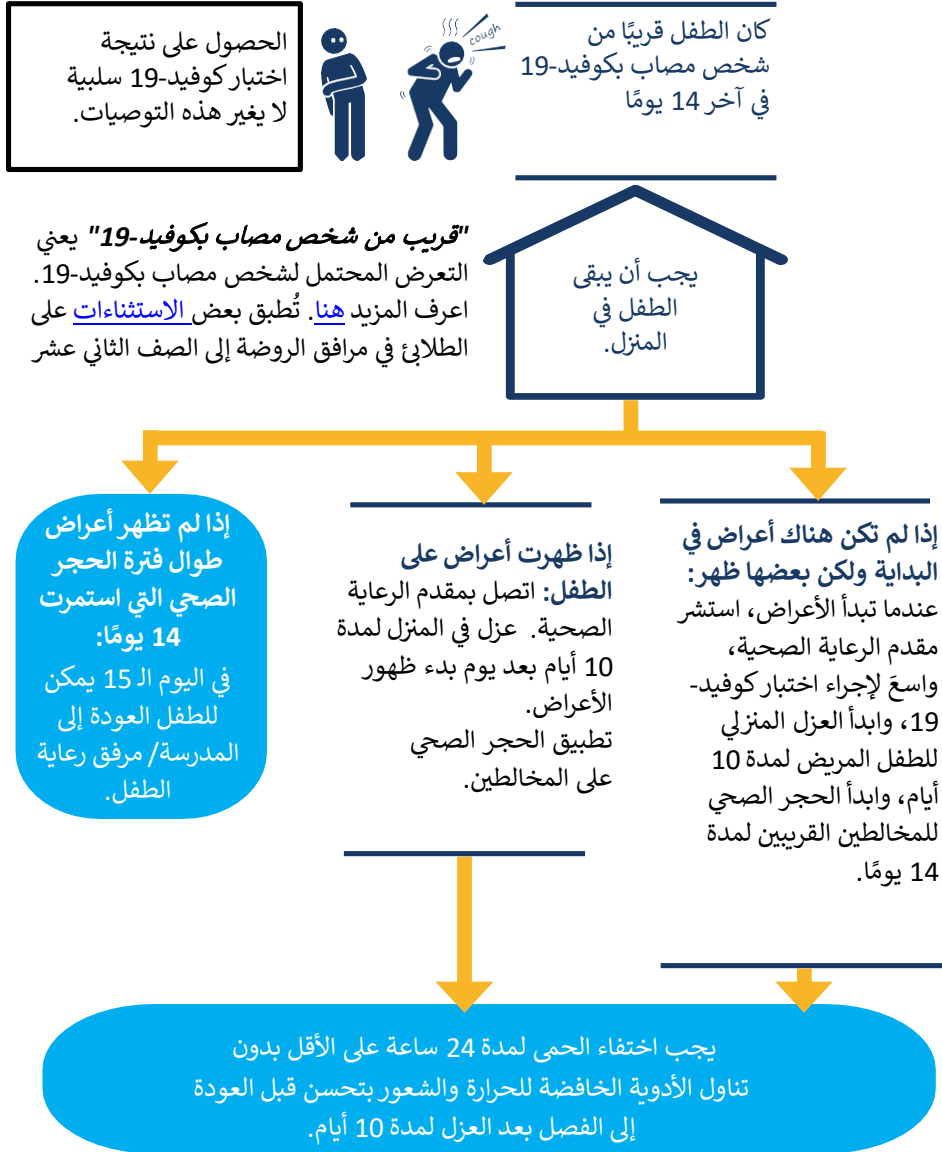 كان الطفل قريبًا من
شخص مصاب بكوفيد-19
في آخر 14 يومًا
cough
الحصول على نتيجة
اختبار كوفيد-19 سلبية
لا يغير هذه التوصيات.
"قريب من شخص مصاب بكوفيد-19" يعني
التعرض المحتمل لشخص مصاب بكوفيد-19.
اعرف المزيد هنا. تُطبق بعض الاستثناءات على
الطلابئ في مرافق الروضة إلى الصف الثاني عشر
يجب أن يبقى
الطفل في
المنزل.
إذا لم تكن هناك أعراض في
البداية ولكن بعضها ظهر:
عندما تبدأ الأعراض، استشر
مقدم الرعاية الصحية،
واسعَ لإجراء اختبار كوفيد-
19، وابدأ العزل المنزلي
للطفل المريض لمدة 10
أيام، وابدأ الحجر الصحي
للمخالطين القريبين لمدة
14 يومًا.
إذا ظهرت أعراض على
الطفل: اتصل بمقدم الرعاية
الصحية. عزل في المنزل لمدة
10 أيام بعد يوم بدء ظهور
الأعراض.
تطبيق الحجر الصحي
على المخالطين.
إذا لم تظهر أعراض
طوال فترة الحجر
الصحي التي استمرت
14 يومًا:
في اليوم الـ 15 يمكن
للطفل العودة إلى
المدرسة/ مرفق رعاية
الطفل.
يجب اختفاء الحمى لمدة 24 ساعة على الأقل بدون
تناول الأدوية الخافضة للحرارة والشعور بتحسن قبل العودة
إلى الفصل بعد العزل لمدة 10 أيام.